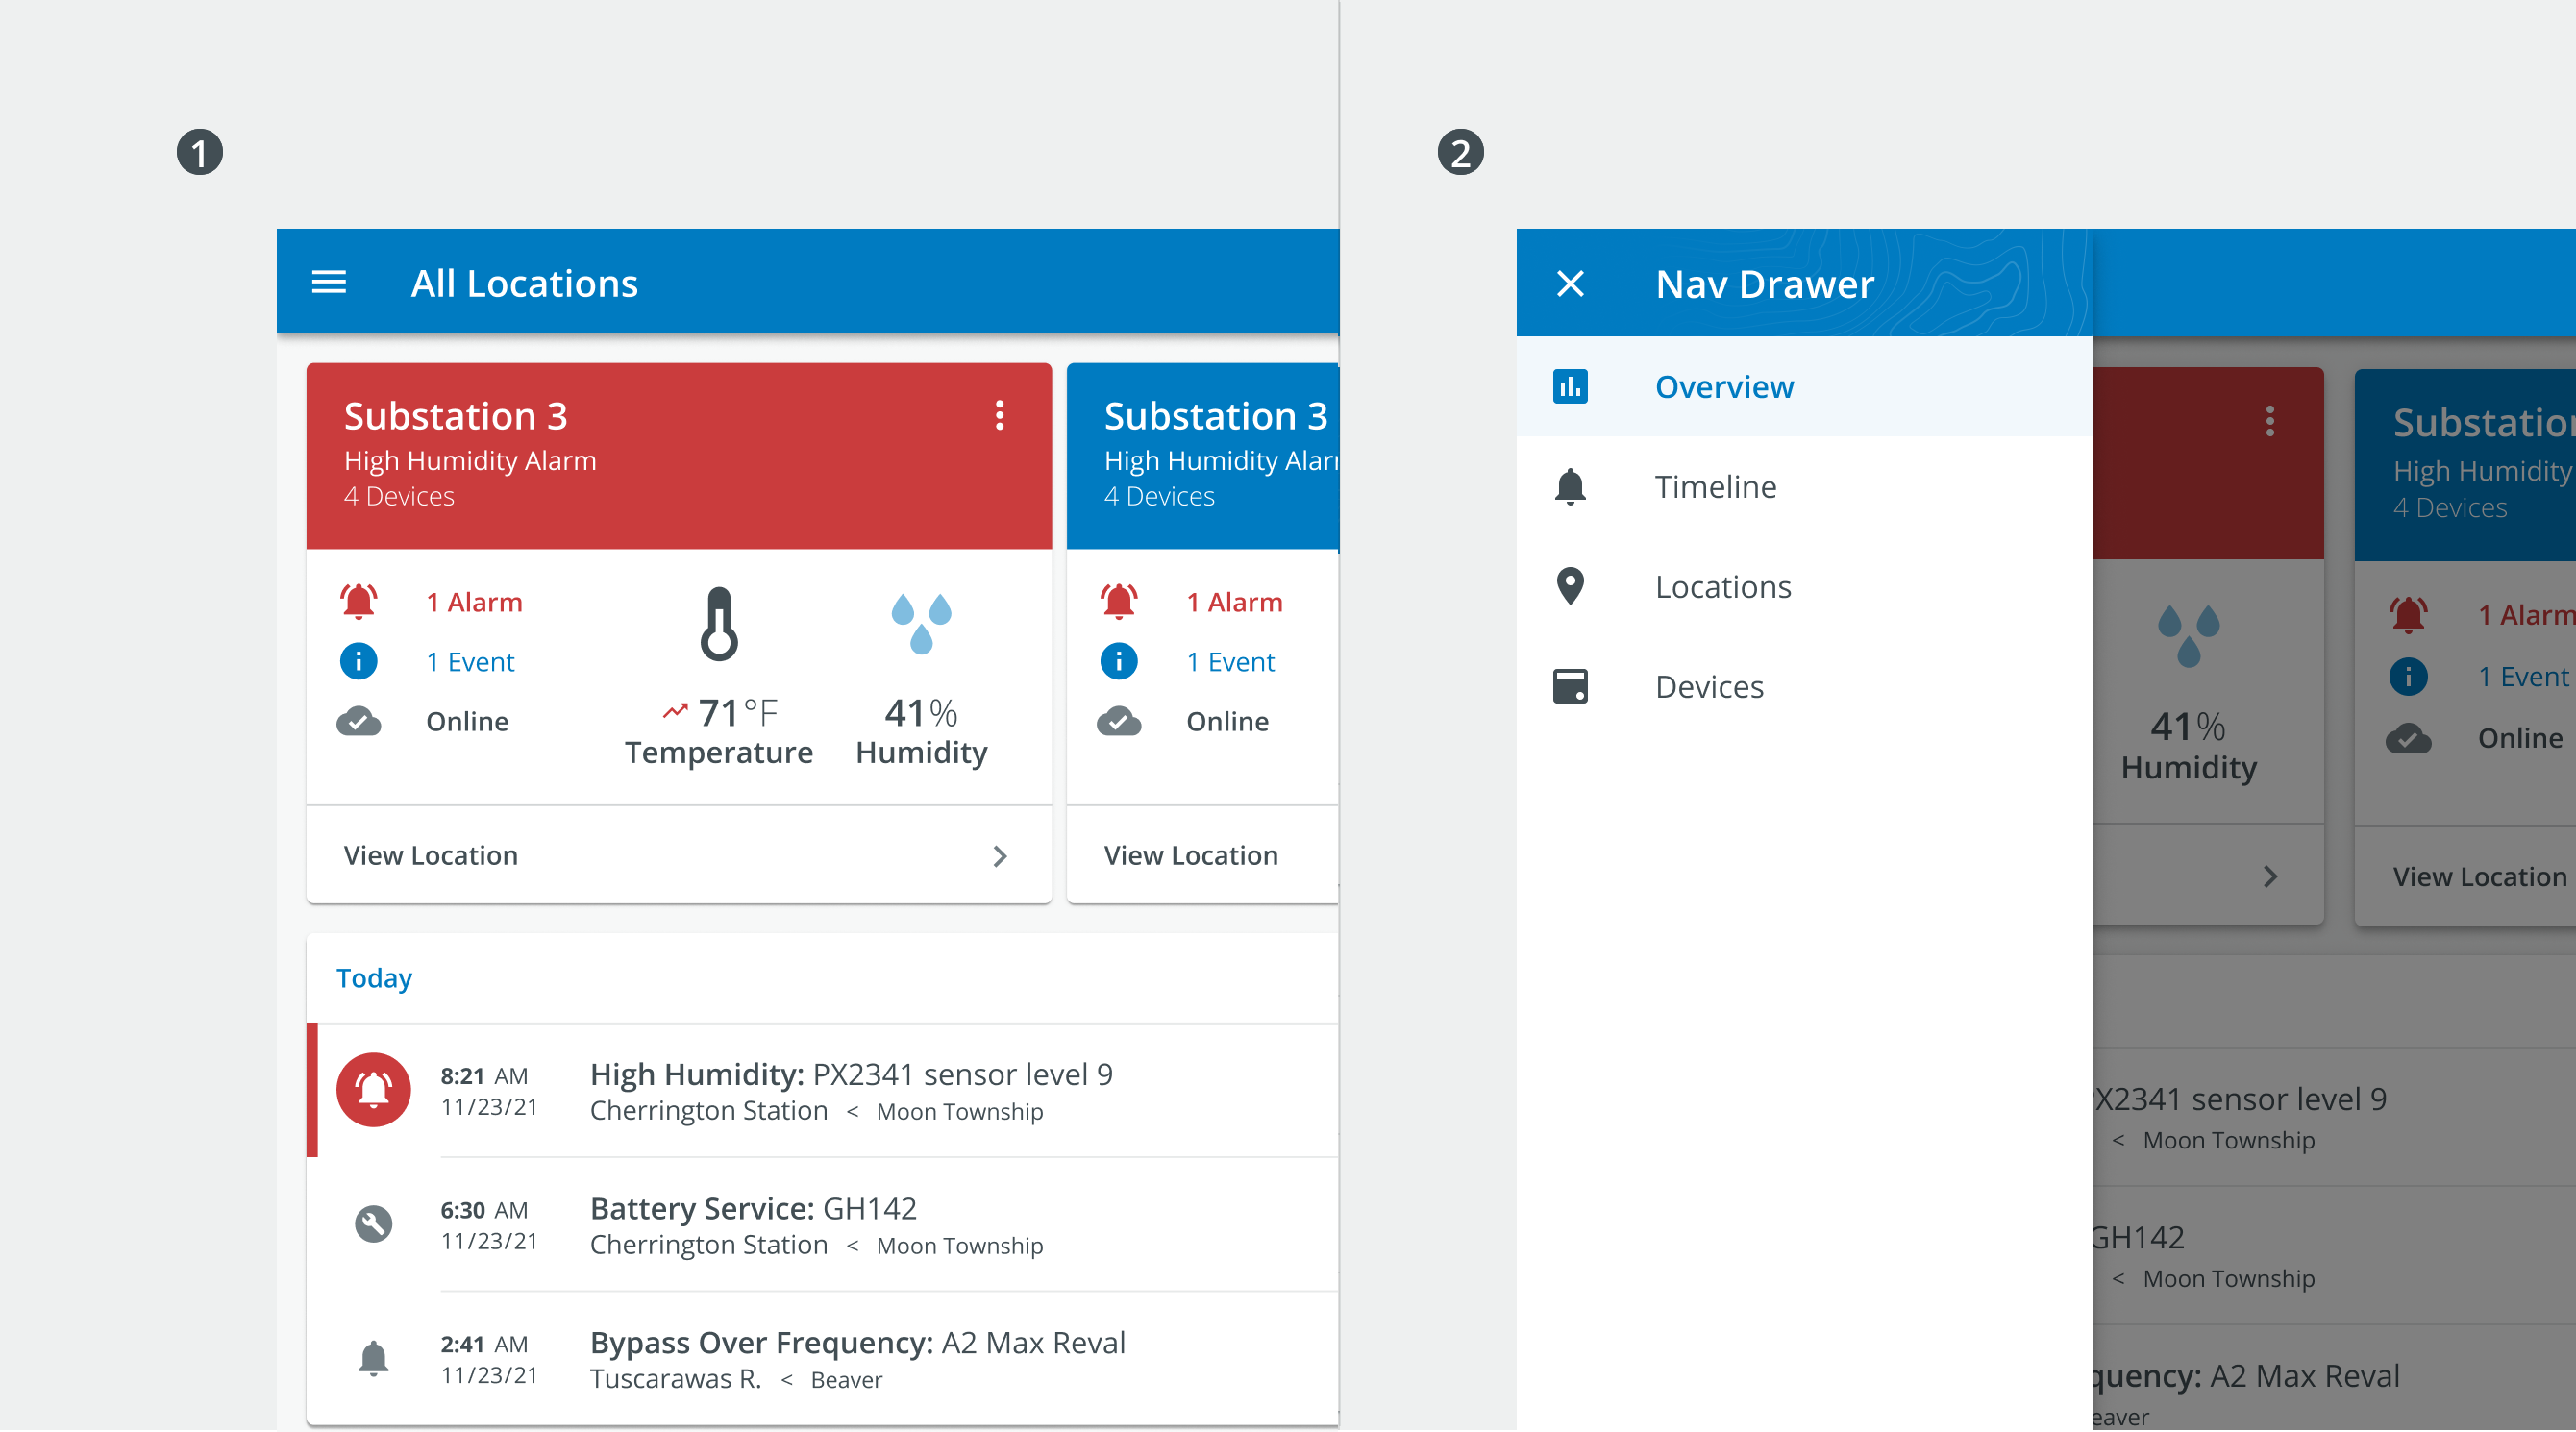 1
All Locations
Substation 3
High Humidity Alarm
4 Devices
1 Alarm
1 Event
Online
71°F
Temperature
41%
Humidity
View Location
Substation 3
High Humidity Alarm
4 Devices
1 Alarm
1 Event
Online
View Location
Today
8:21 AM
11/23/21
High Humidity: PX2341 sensor level 9
Cherrington Station < Moon Township
6:30 AM
11/23/21
Battery Service: GH142
Cherrington Station < Moon Township
2:41 AM
11/23/21
Bypass Over Frequency: A2 Max Reval
Tuscarawas R. < Beaver
2
Nav Drawer
Overview
Timeline
Locations
Devices
41%
Humidity
Substation
High Humidity
4 Devices
1 Alarm
1 Event
Online
View Location
PX2341 sensor level 9
< Moon Township
GH142
< Moon Township
quency: A2 Max Reval
eaver